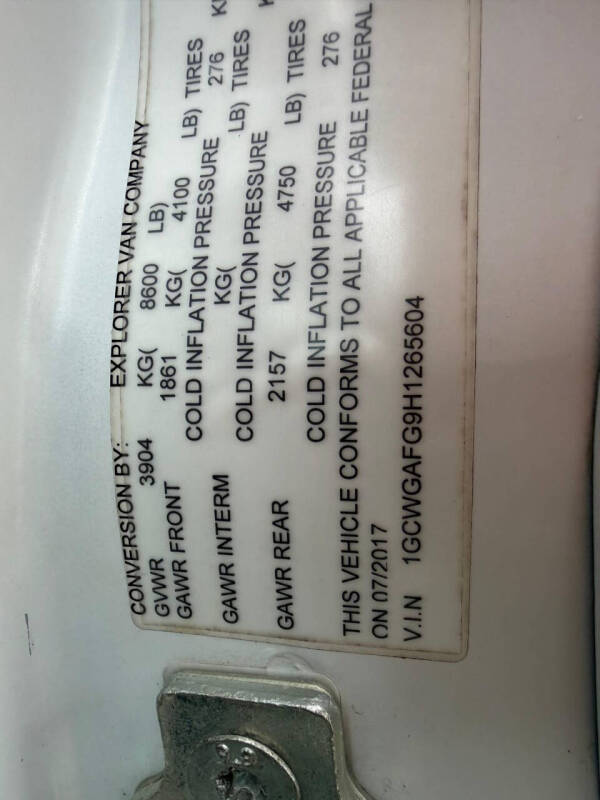 CONVERSION BY: EXPLORER VAN COMPANY
GVWR 3904 KG( 8600 LB)
GAWR FRONT 1861 KG( 4100 LB) TIRES
COLD INFLATION PRESSURE 276
GAWR INTERM KG( LB) TIRES
COLD INFLATION PRESSURE
GAWR REAR 2157 KG( 4750 LB) TIRES
COLD INFLATION PRESSURE 276
THIS VEHICLE CONFORMS TO ALL APPLICABLE FEDERAL
ON 07/2017
V.I.N 1GCWGAFG9H1265604